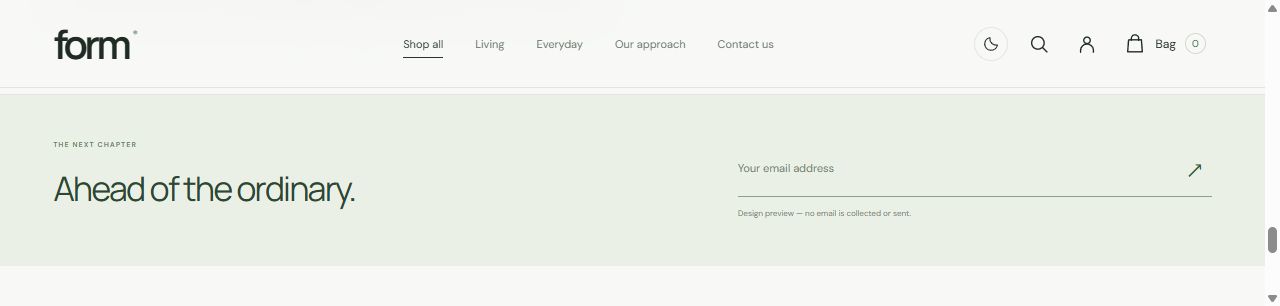 form
Shop all
Living
Everyday
Our approach
Contact us
Bag
0
THE NEXT CHAPTER
Ahead of the ordinary.
Your email address
Design preview — no email is collected or sent.